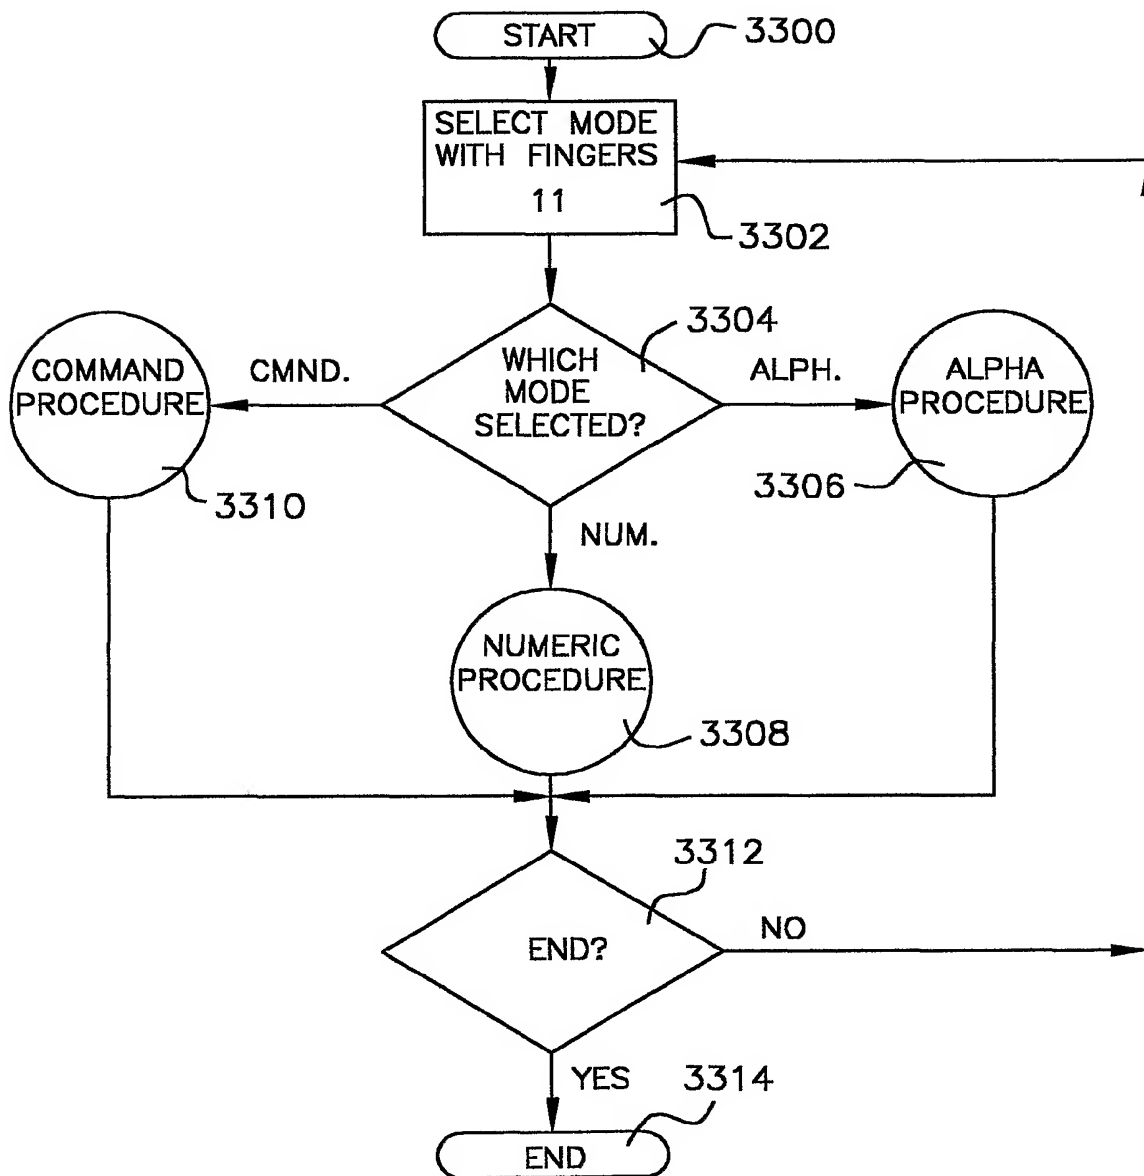 START
3300
SELECT MODE
WITH FINGERS
11
3302
3304
WHICH
MODE
SELECTED?
CMND.
ALPH.
COMMAND
PROCEDURE
3310
ALPHA
PROCEDURE
3306
NUM.
NUMERIC
PROCEDURE
3308
3312
END?
NO
YES
3314
END